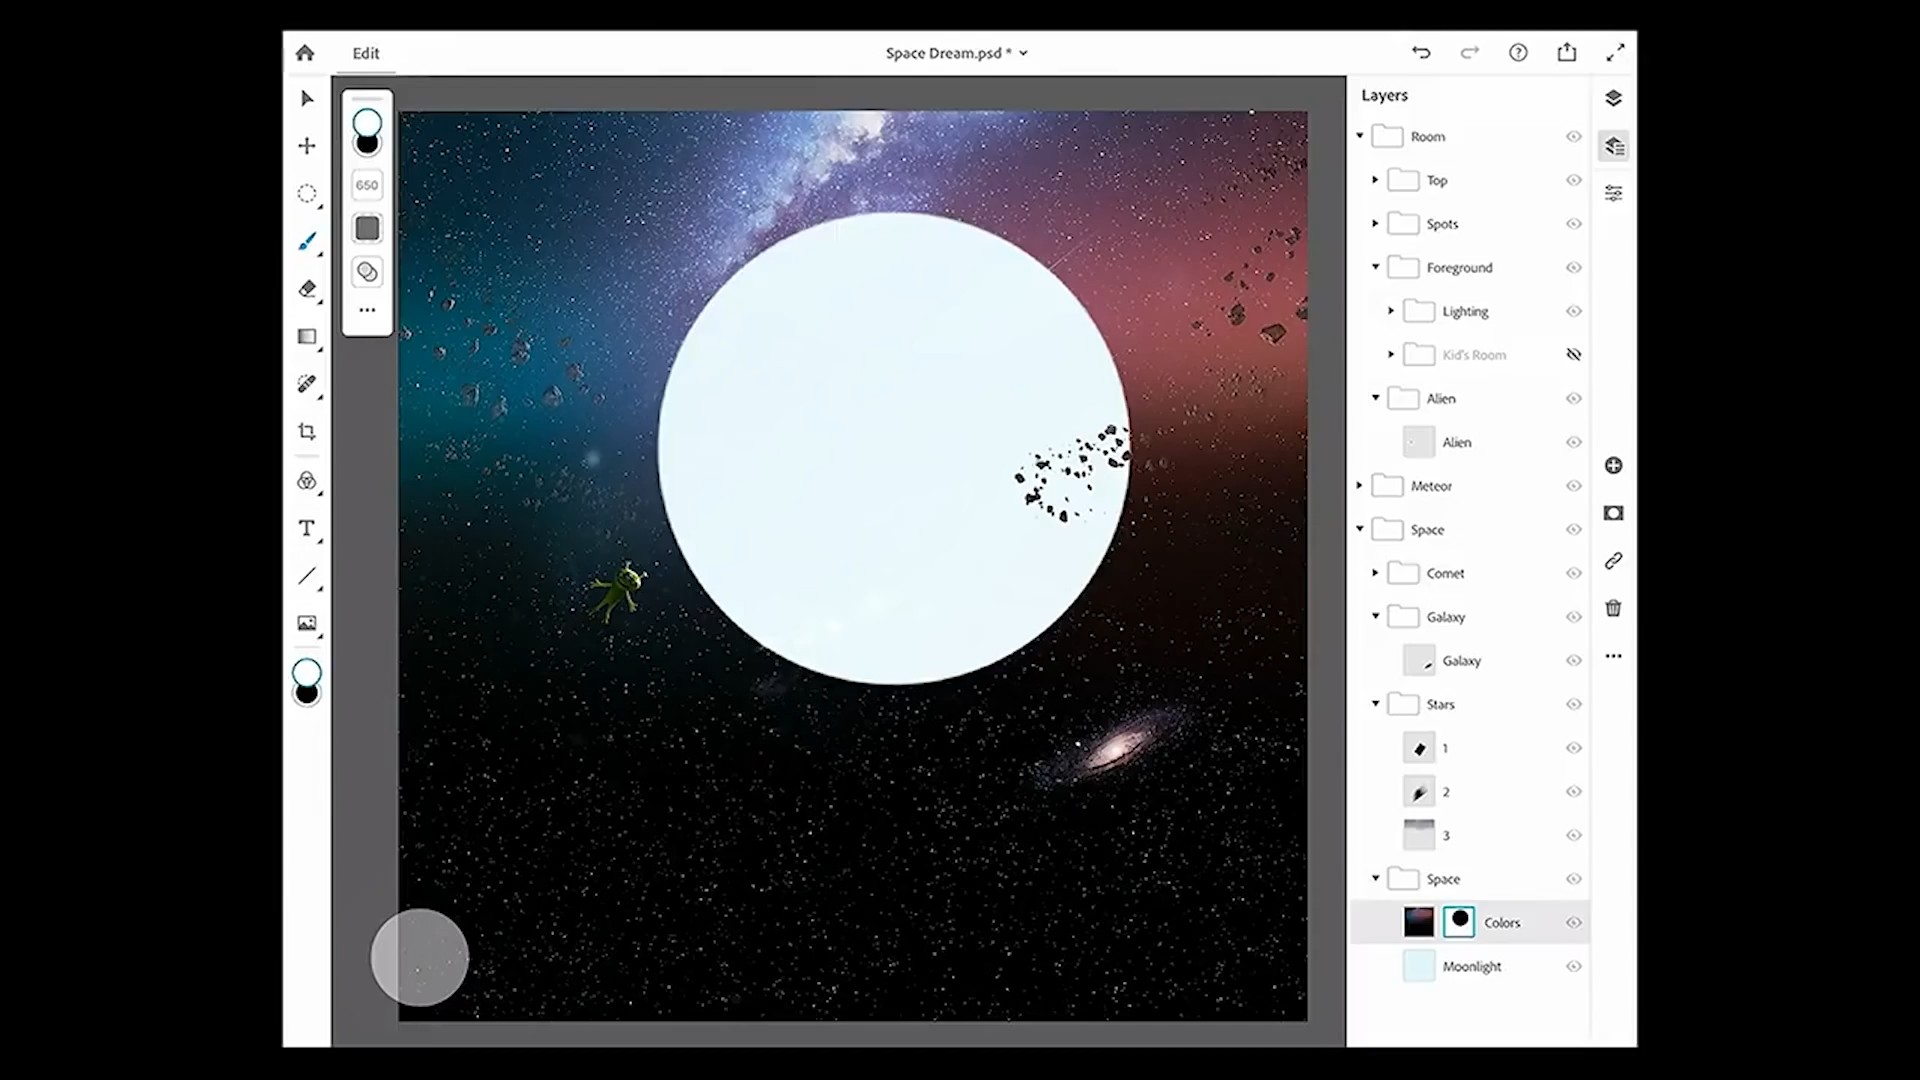 Edit
Space Dream.psd *
650
Layers
Room
Top
Spots
Foreground
Lighting
Kid's Room
Alien
Alien
Meteor
Space
Comet
Galaxy
Galaxy
Stars
1
2
3
Space
Colors
Moonlight